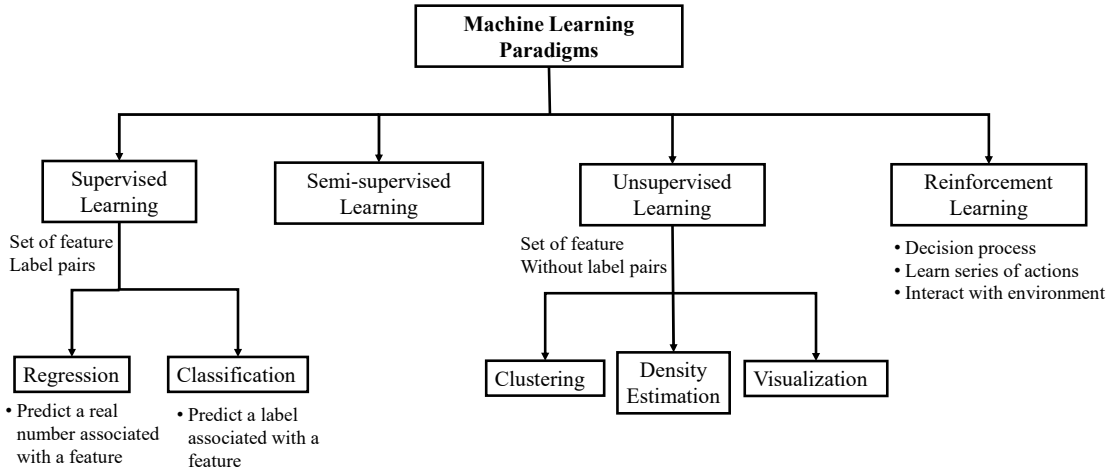 Machine Learning
Paradigms
Supervised
Learning
Semi-supervised
Learning
Unsupervised
Learning
Reinforcement
Learning
Set of feature
Label pairs
Set of feature
Without label pairs
• Decision process
• Learn series of actions
• Interact with environment
Regression
Classification
Clustering
Density
Estimation
Visualization
• Predict a real
number associated
with a feature
• Predict a label
associated with a
feature